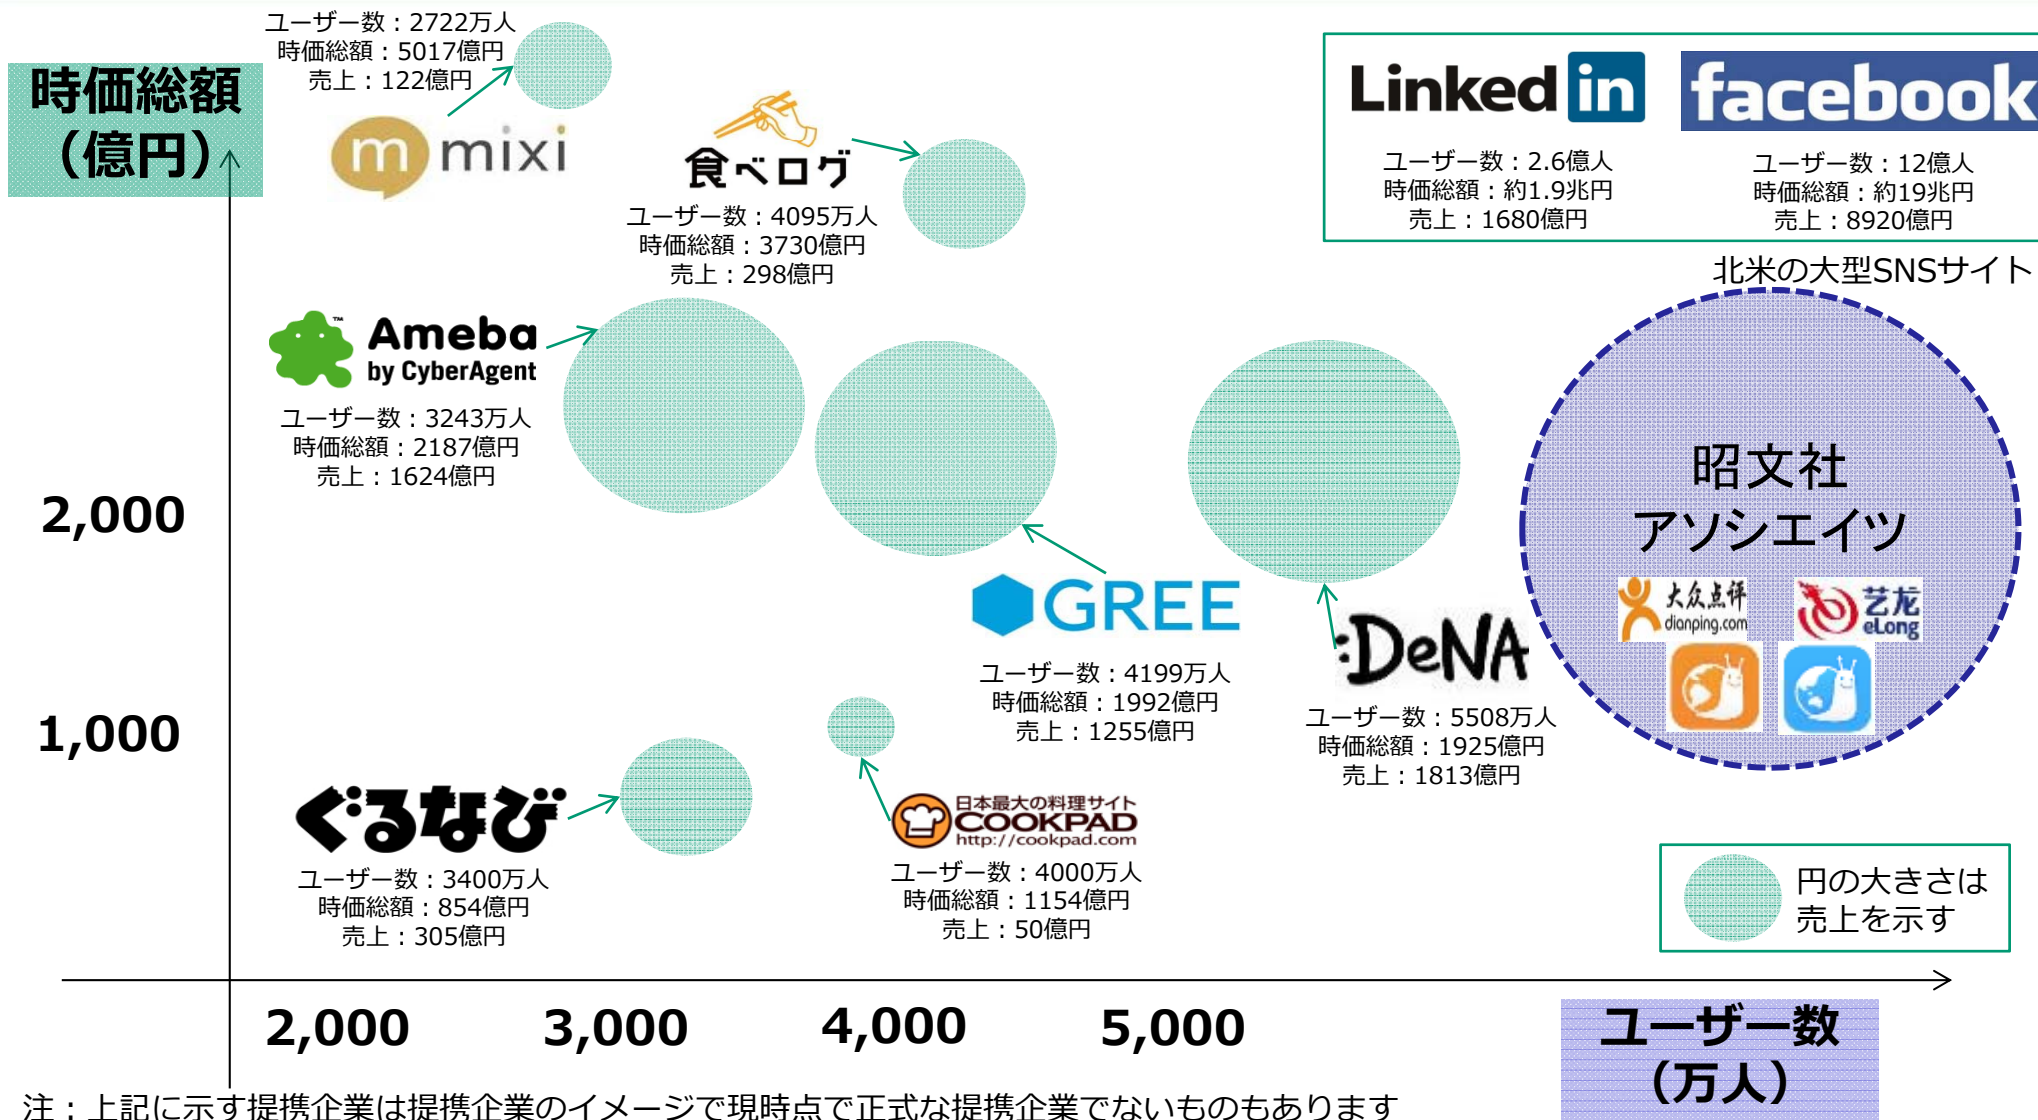 ユーザー数：2722万人
時価総額：5017億円
売上：122億円
時価総額
（億円）
m mixi
食べログ
ユーザー数：4095万人
時価総額：3730億円
売上：298億円
Linked in
ユーザー数：2.6億人
時価総額：約1.9兆円
売上：1680億円
facebook
ユーザー数：12億人
時価総額：約19兆円
売上：8920億円
北米の大型SNSサイト
™
Ameba
by CyberAgent
ユーザー数：3243万人
時価総額：2187億円
売上：1624億円
昭文社
アソシエイツ
大众点评
dianping.com
艺龙
eLong
2,000
GREE
ユーザー数：4199万人
時価総額：1992億円
売上：1255億円
:DeNA
ユーザー数：5508万人
時価総額：1925億円
売上：1813億円
1,000
ぐるなび
ユーザー数：3400万人
時価総額：854億円
売上：305億円
日本最大の料理サイト
COOKPAD
http://cookpad.com
ユーザー数：4000万人
時価総額：1154億円
売上：50億円
円の大きさは
売上を示す
2,000 3,000 4,000 5,000
ユーザー数
（万人）
注：上記に示す提携企業は提携企業のイメージで現時点で正式な提携企業でないものもあります